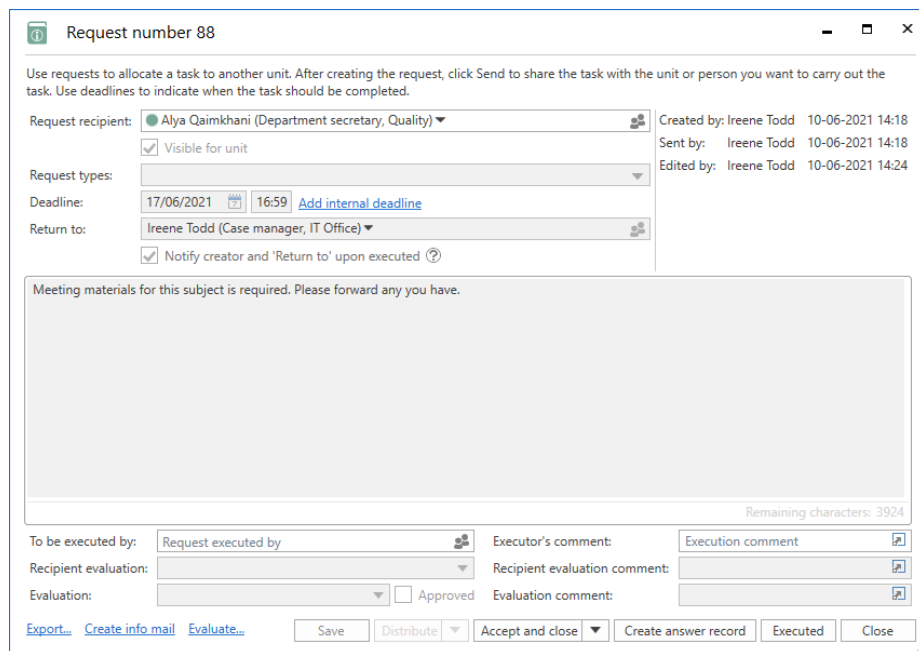 Request number 88
Use requests to allocate a task to another unit. After creating the request, click Send to share the task with the unit or person you want to carry out the
task. Use deadlines to indicate when the task should be completed.
Request recipient: Alya Qaimkhani (Department secretary, Quality)
Created by: Ireene Todd 10-06-2021 14:18
Visible for unit
Sent by: Ireene Todd 10-06-2021 14:18
Edited by: Ireene Todd 10-06-2021 14:24
Request types:
Deadline: 17/06/2021 16:59 Add internal deadline
Return to: Ireene Todd (Case manager, IT Office)
Notify creator and 'Return to' upon executed ?
Meeting materials for this subject is required. Please forward any you have.
Remaining characters: 3924
To be executed by: Request executed by Executor's comment: Execution comment
Recipient evaluation: Recipient evaluation comment:
Evaluation: Approved Evaluation comment:
Export... Create info mail Evaluate... Save Distribute Accept and close Create answer record Executed Close